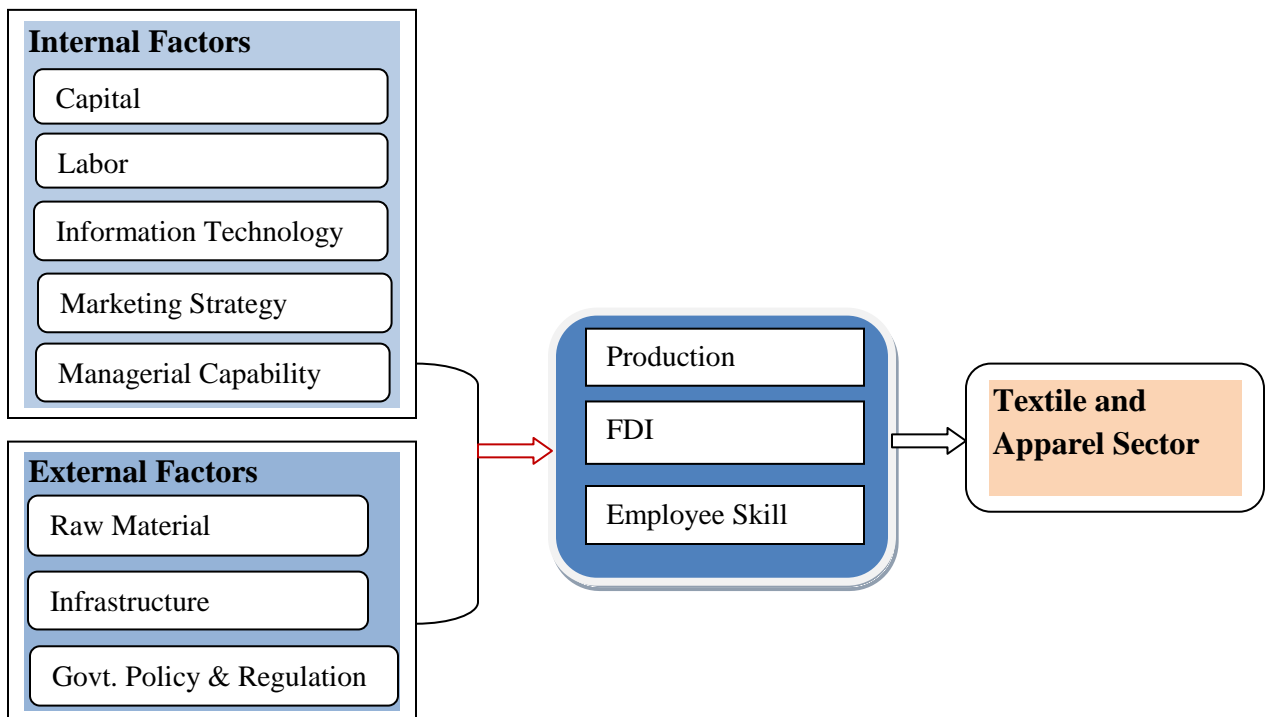 Internal Factors
Capital
Labor
Information Technology
Marketing Strategy
Managerial Capability
External Factors
Raw Material
Infrastructure
Govt. Policy & Regulation
Production
FDI
Employee Skill
Textile and
Apparel Sector